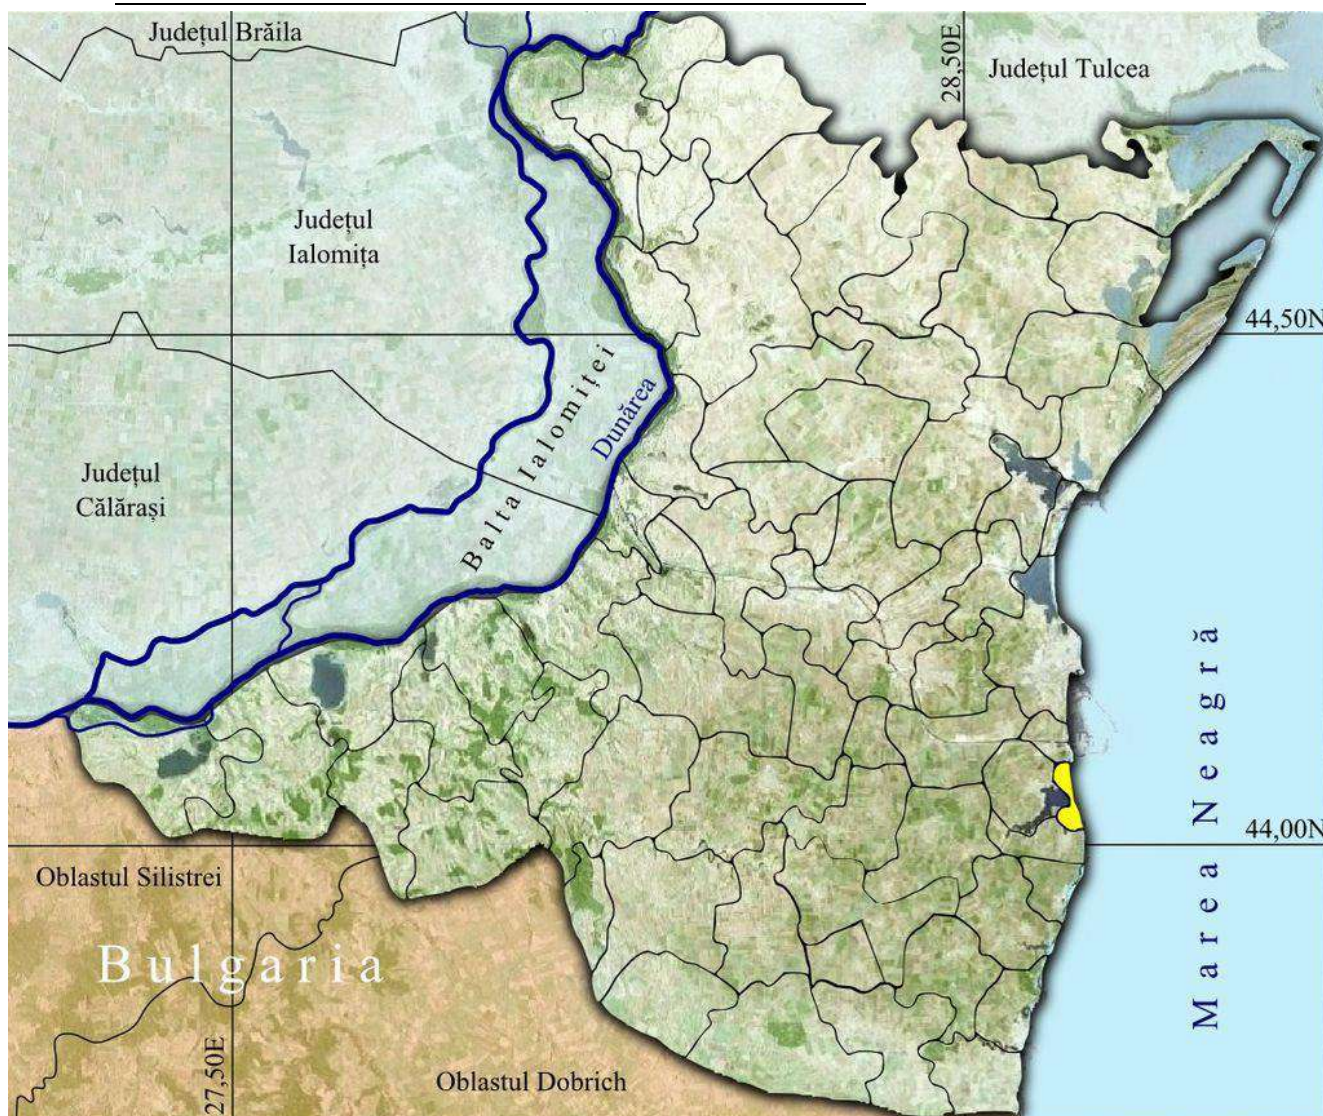 Județul Brăila
28,50E
Județul Tulcea
Județul
Ialomița
44,50N
Balta Ialomiței
Dunărea
Județul
Călărași
Marea Neagră
44,00N
Oblastul Silistrei
Bulgaria
27,50E
Oblastul Dobrich